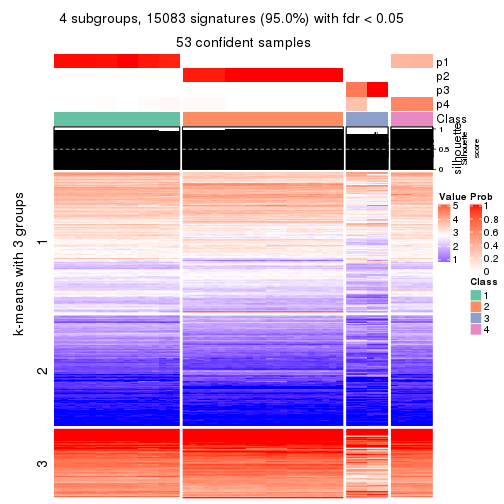 4 subgroups, 15083 signatures (95.0%) with fdr < 0.05
53 confident samples
p1
p2
p3
p4
Class
1
0.5
0
silhouette
Silhouette
score
k-means with 3 groups
1
2
3
Value
5
4
3
2
1
Prob
1
0.8
0.6
0.4
0.2
0
Class
1
2
3
4